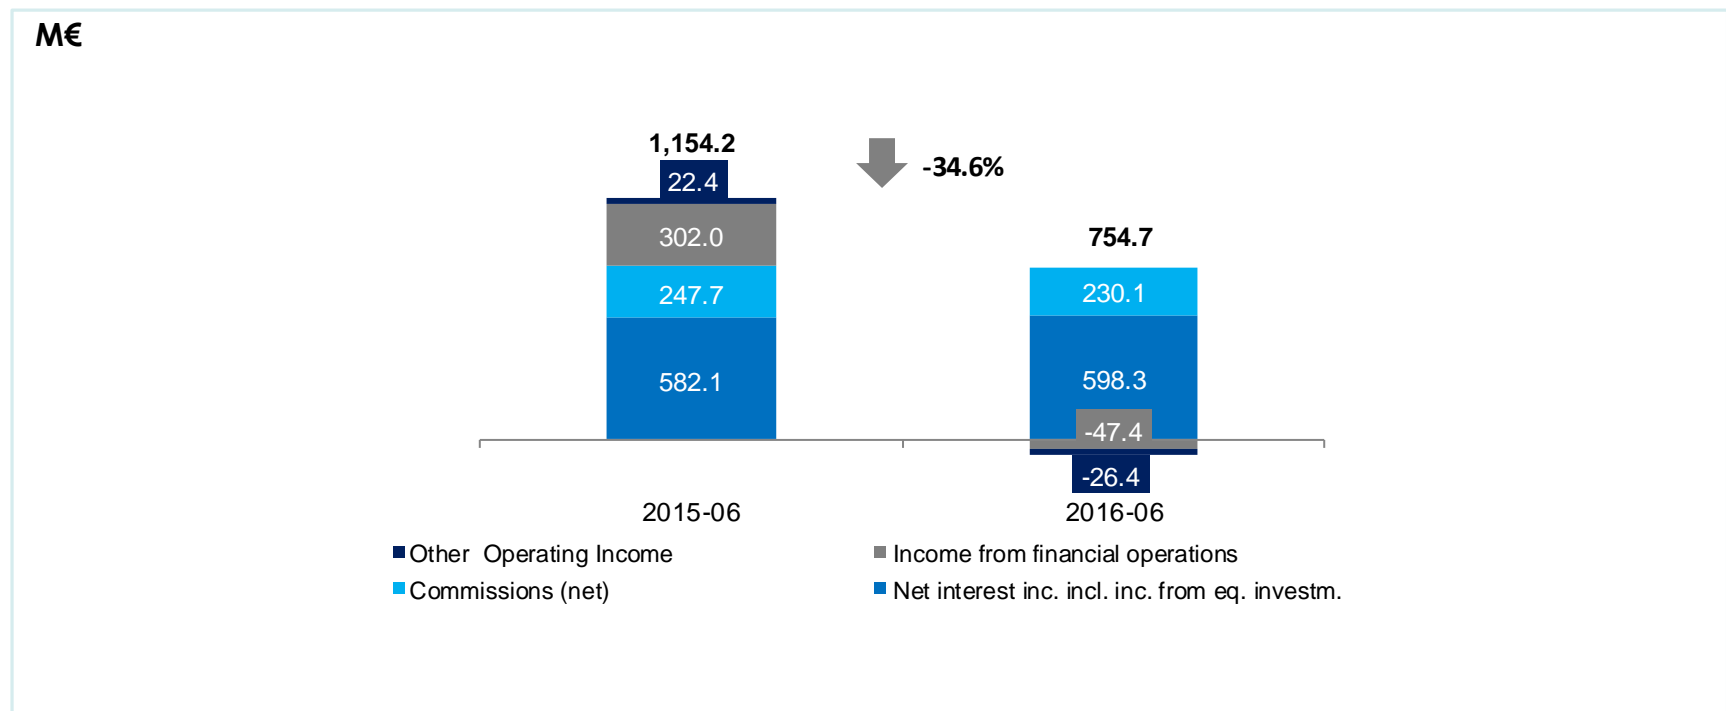 M€
1,154.2
22.4
-34.6%
302.0
754.7
247.7
230.1
582.1
598.3
-47.4
-26.4
2015-06
2016-06
Other Operating Income
Income from financial operations
Commissions (net)
Net interest inc. incl. inc. from eq. investm.